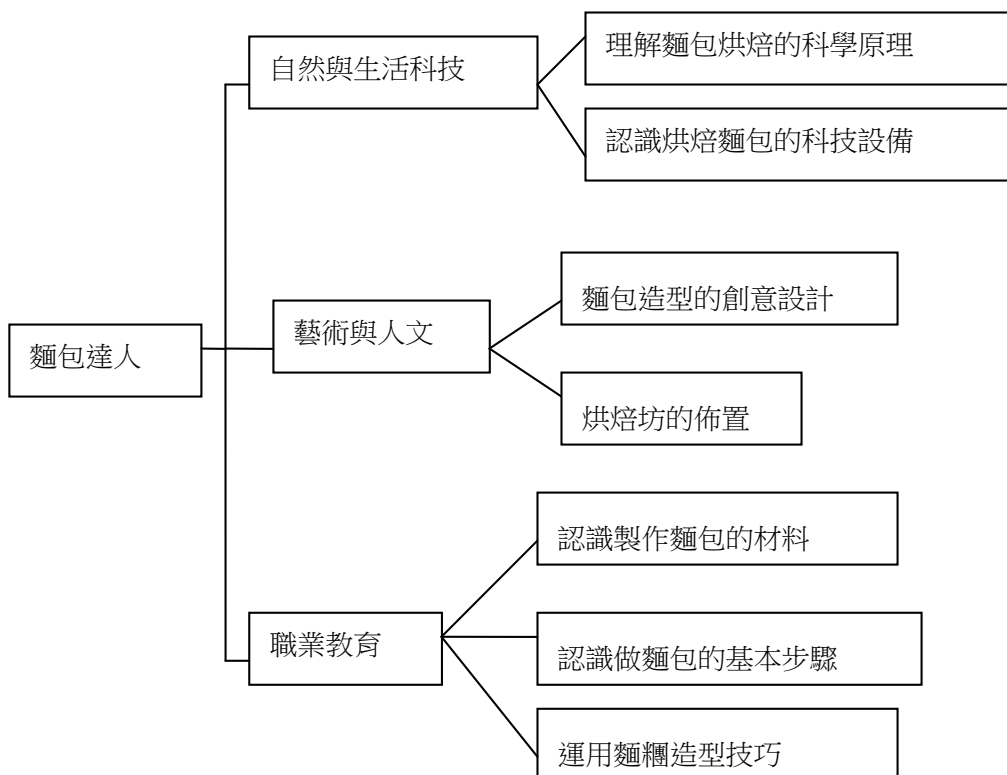 麵包達人
自然與生活科技
理解麵包烘焙的科學原理
認識烘焙麵包的科技設備
藝術與人文
麵包造型的創意設計
烘焙坊的佈置
職業教育
認識製作麵包的材料
認識做麵包的基本步驟
運用麵糰造型技巧